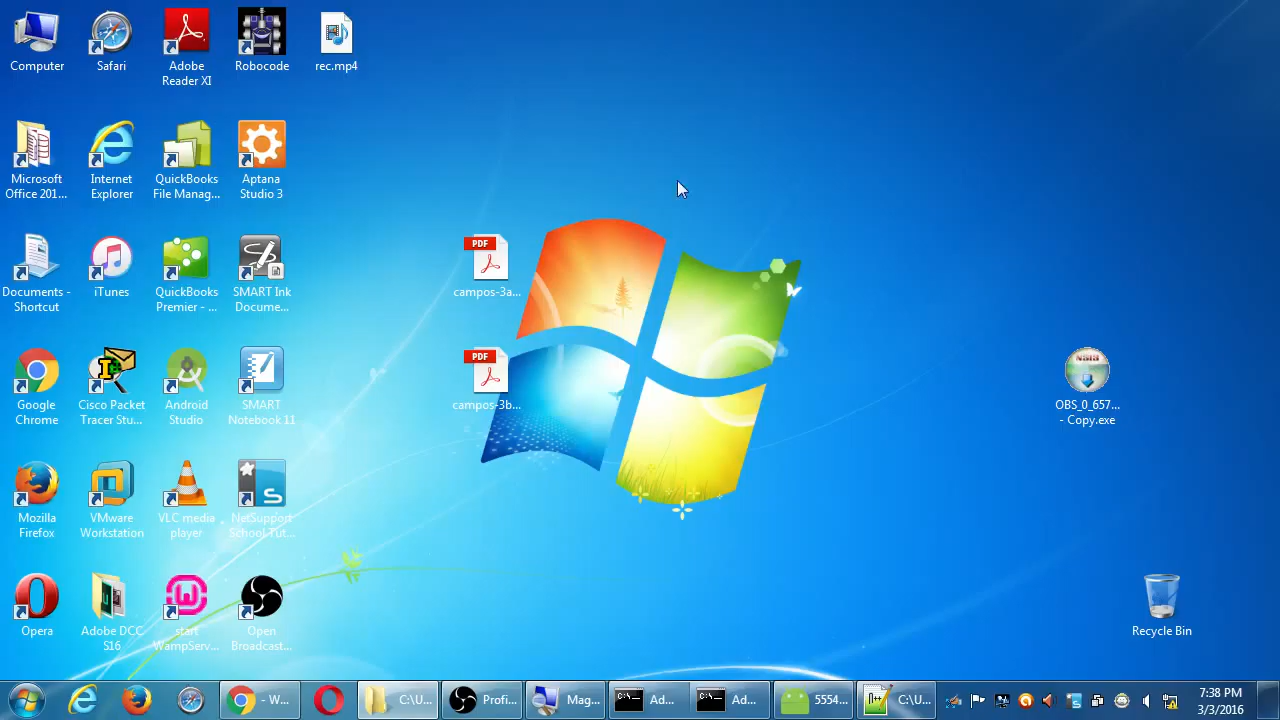 Computer
Safari
Adobe
Reader XI
Robocode
rec.mp4
Microsoft
Office 201...
Internet
Explorer
QuickBooks
File Manag...
Aptana
Studio 3
Documents -
Shortcut
iTunes
QuickBooks
Premier - ...
SMART Ink
Docume...
PDF
campos-3a...
Google
Chrome
Cisco Packet
Tracer Stu...
Android
Studio
SMART
Notebook 11
PDF
campos-3b...
OBS_0_657...
- Copy.exe
Mozilla
Firefox
VMware
Workstation
VLC media
player
NetSupport
School Tut...
Opera
Adobe DCC
S16
start
WampServ...
Open
Broadcast...
Recycle Bin
- W...
C:\U...
Profi...
Mag...
Ad...
Ad...
5554...
C:\U...
7:38 PM
3/3/2016